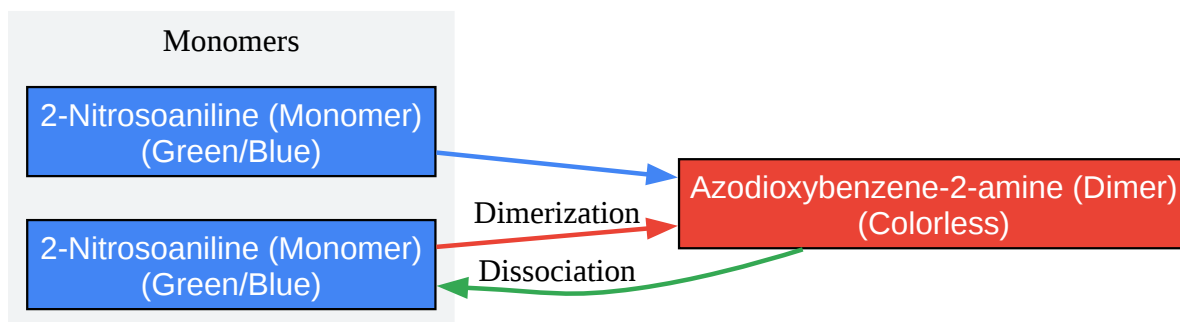 Monomers
2-Nitrosoaniline (Monomer)
(Green/Blue)
2-Nitrosoaniline (Monomer)
(Green/Blue)
Dimerization
Dissociation
Azodioxybenzene-2-amine (Dimer)
(Colorless)